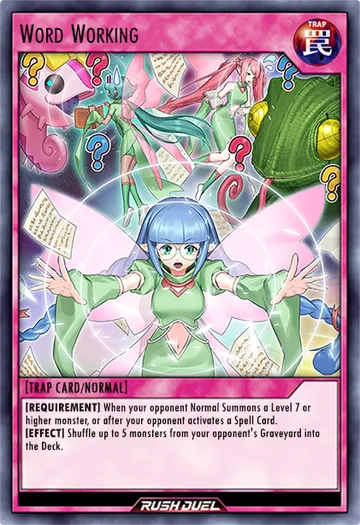 Word Working
TRAP
罠
? ? ? ? ?
[TRAP CARD/NORMAL]
[REQUIREMENT] When your opponent Normal Summons a Level 7 or
higher monster, or after your opponent activates a Spell Card.
[EFFECT] Shuffle up to 5 monsters from your opponent's Graveyard into
the Deck.
RUSH DUEL